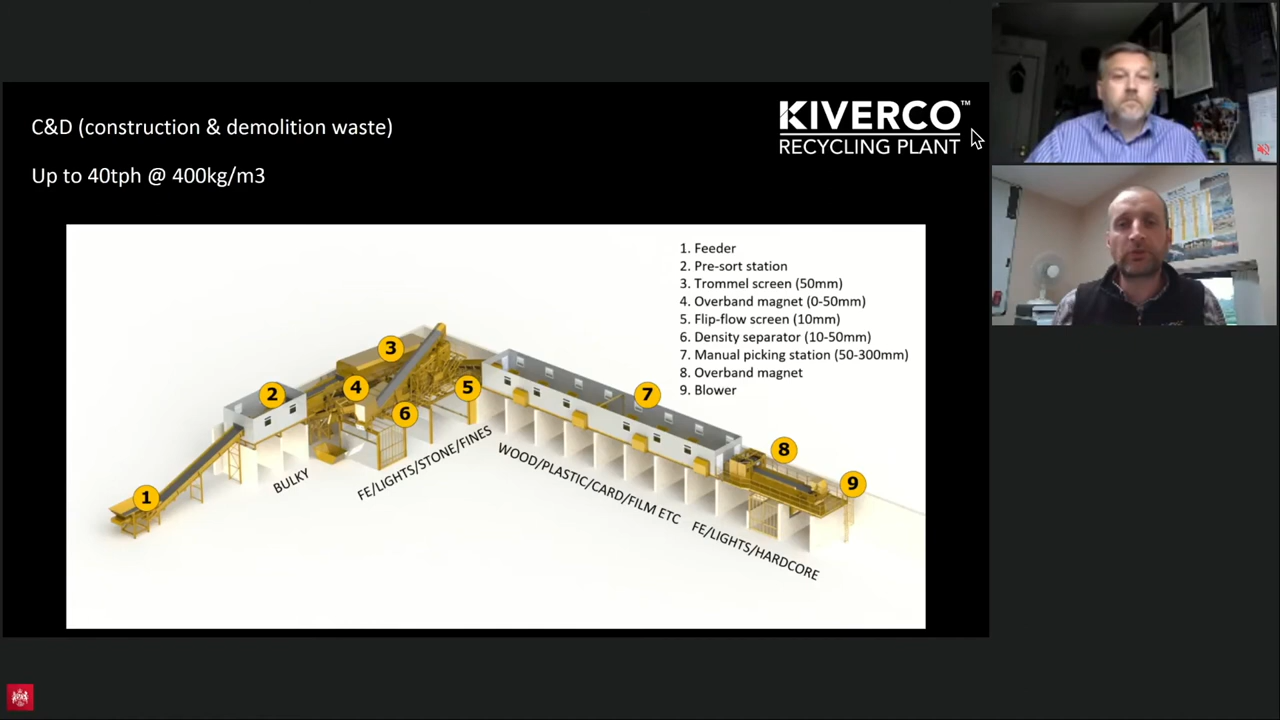 C&D (construction & demolition waste)
Up to 40tph @ 400kg/m3
KIVERCO™
RECYCLING PLANT
1. Feeder
2. Pre-sort station
3. Trommel screen (50mm)
4. Overband magnet (0-50mm)
5. Flip-flow screen (10mm)
6. Density separator (10-50mm)
7. Manual picking station (50-300mm)
8. Overband magnet
9. Blower
1
2
3
4
5
6
7
8
9
BULKY
FE/LIGHTS/STONE/FINES
WOOD/PLASTIC/CARD/FILM ETC
FE/LIGHTS/HARDCORE